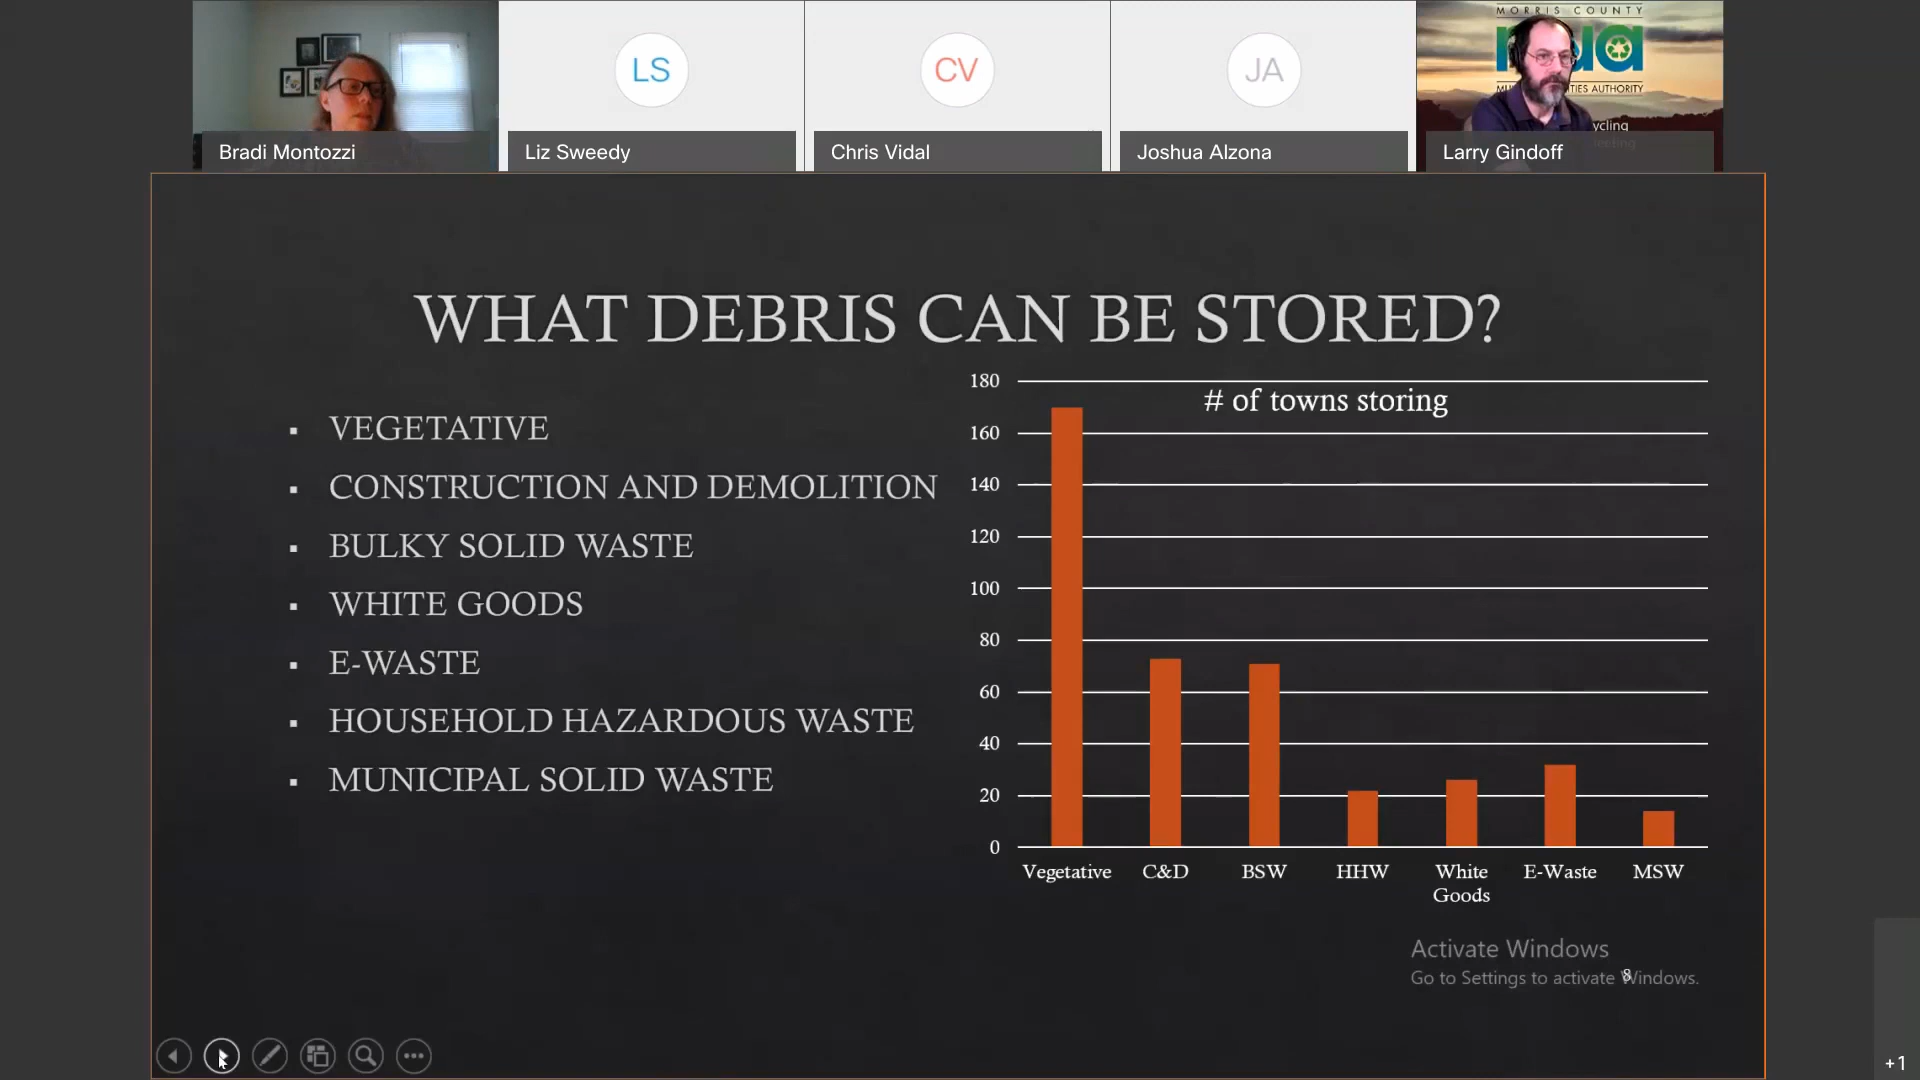 LS
CV
JA
MORRIS COUNTY
Bradi Montozzi
Liz Sweedy
Chris Vidal
Joshua Alzona
Larry Gindoff
WHAT DEBRIS CAN BE STORED?
▪ VEGETATIVE
▪ CONSTRUCTION AND DEMOLITION
▪ BULKY SOLID WASTE
▪ WHITE GOODS
▪ E-WASTE
▪ HOUSEHOLD HAZARDOUS WASTE
▪ MUNICIPAL SOLID WASTE
# of towns storing
180
160
140
120
100
80
60
40
20
0
Vegetative C&D BSW HHW White Goods E-Waste MSW
Activate Windows
Go to Settings to activate Windows.
8
+1